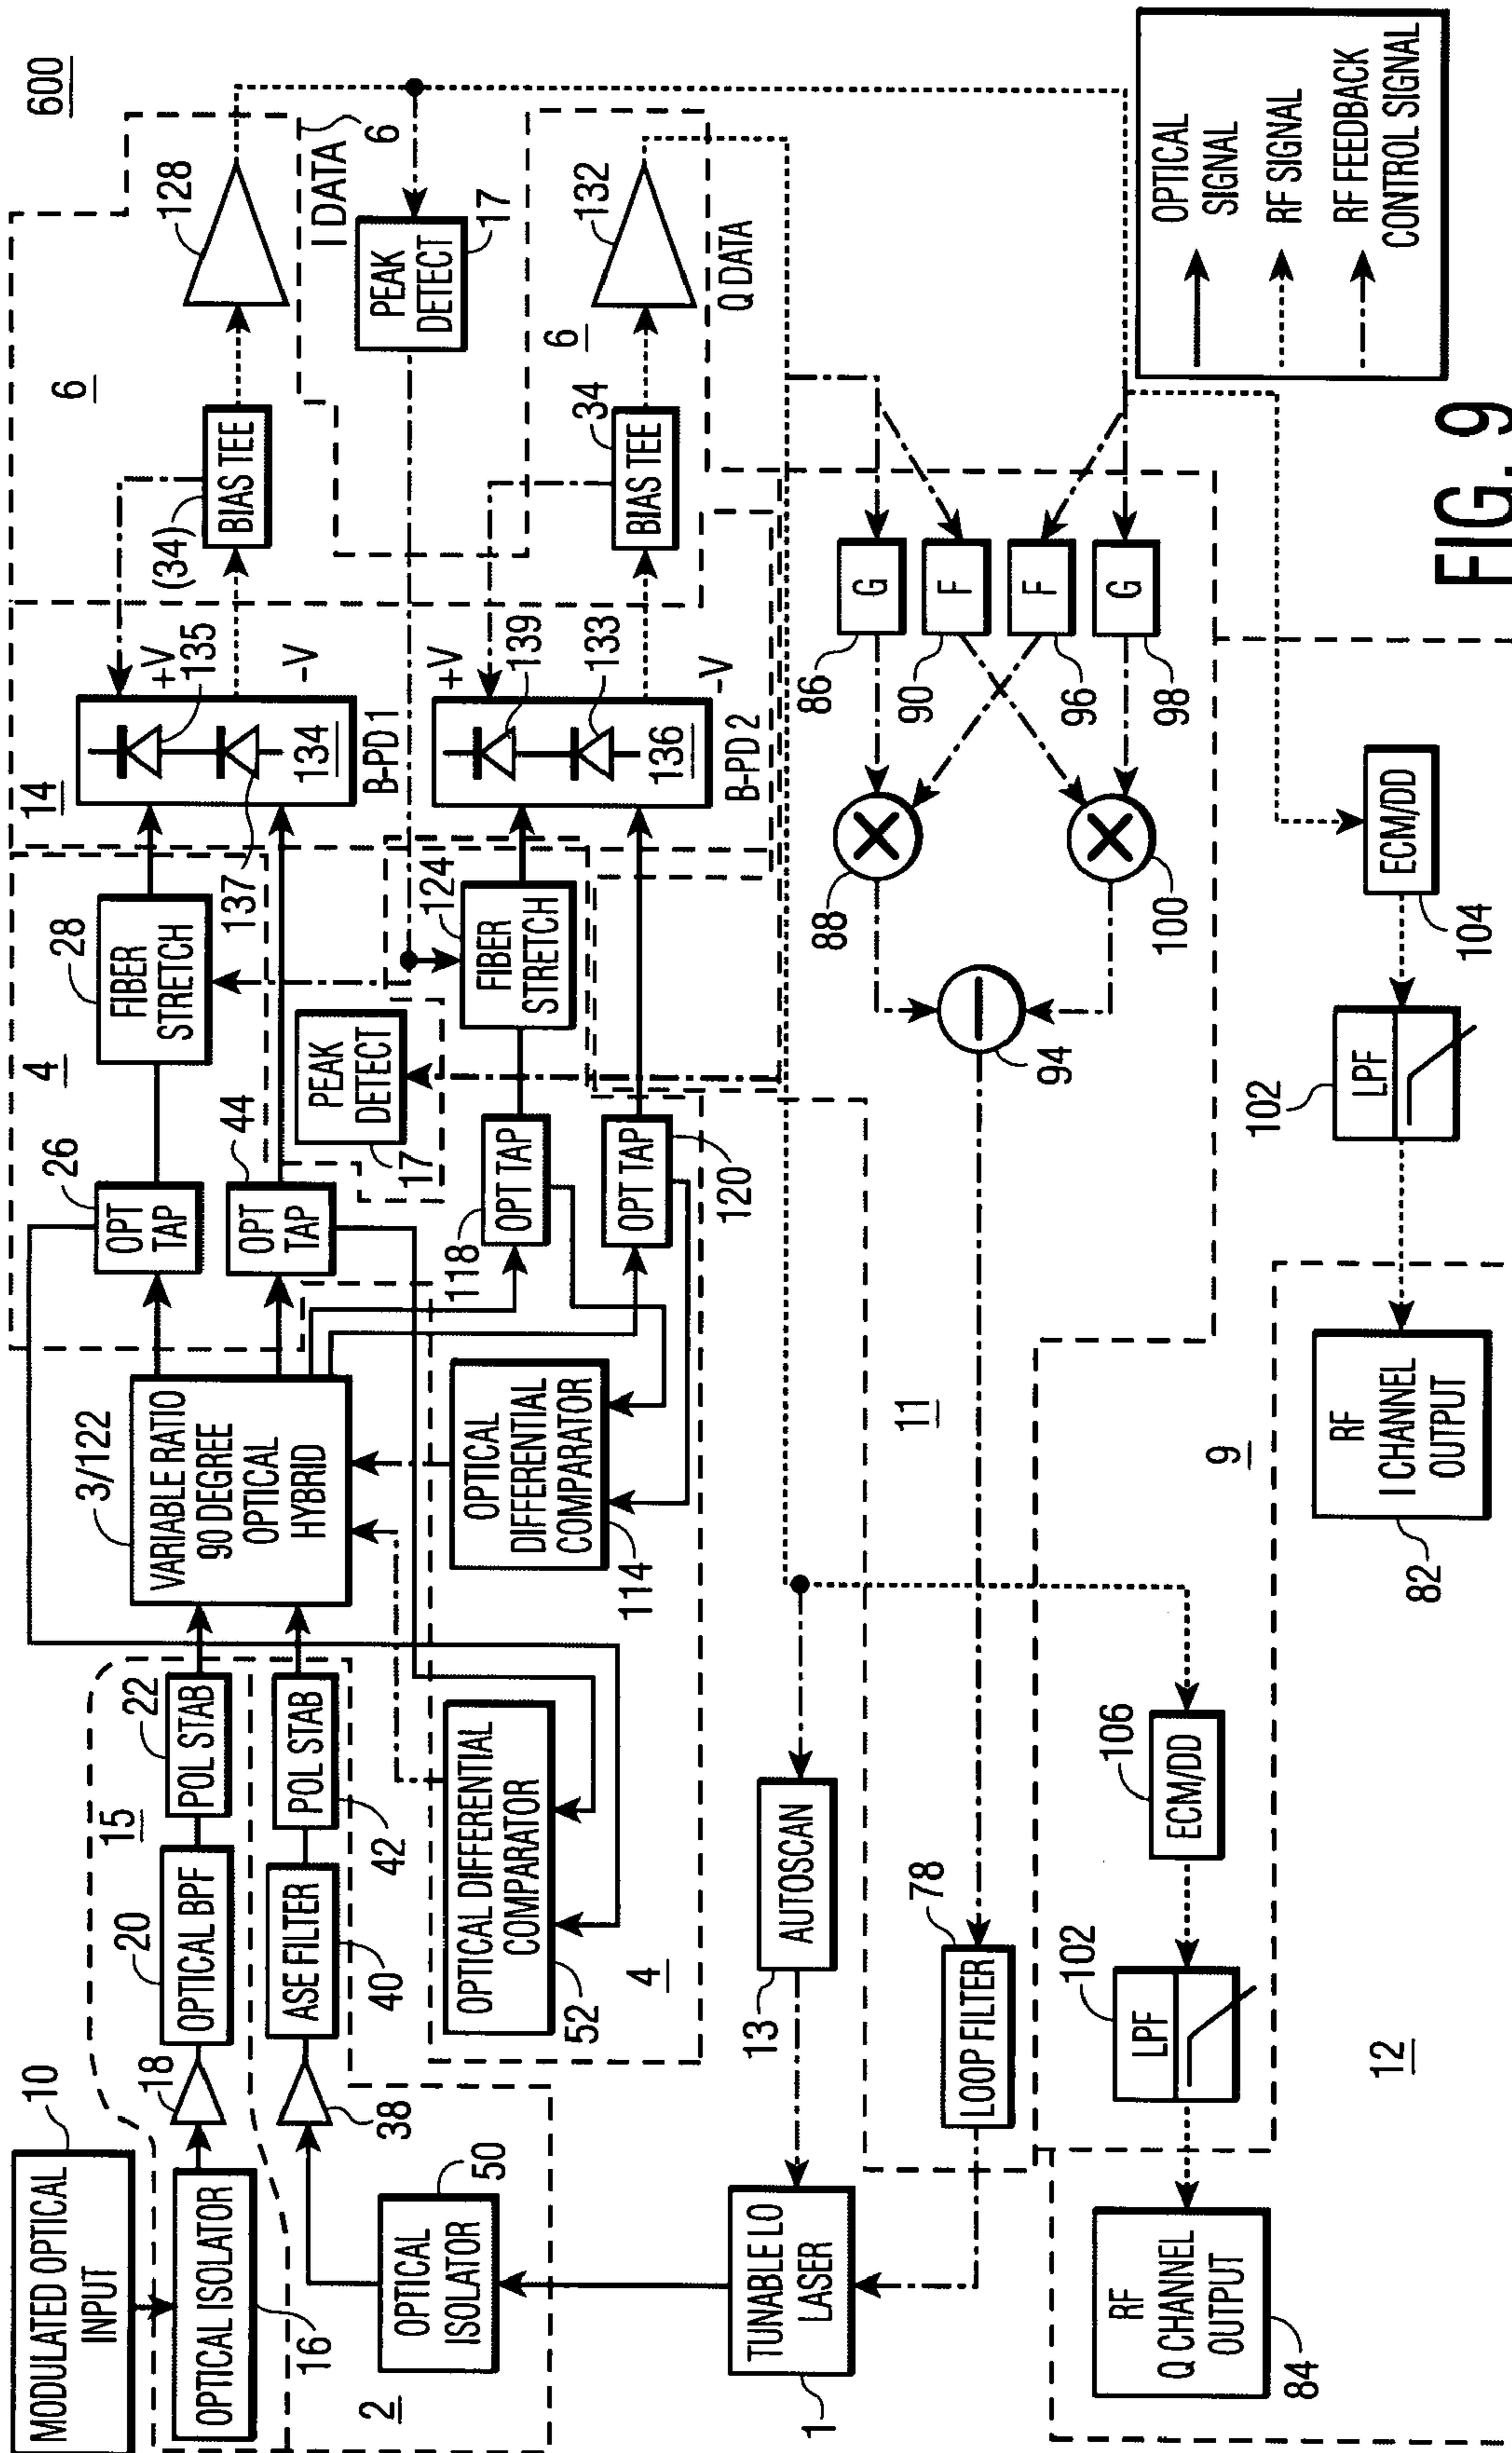 600
MODULATED OPTICAL
INPUT
10
OPTICAL ISOLATOR
16
18
20
OPTICAL BPF
15
22
POL STAB
2
OPTICAL
ISOLATOR
50
38
ASE FILTER
40
POL STAB
42
VARIABLE RATIO
90 DEGREE
OPTICAL
HYBRID
3/122
OPTICAL DIFFERENTIAL
COMPARATOR
52
4
OPTICAL
DIFFERENTIAL
COMPARATOR
114
26
OPT
TAP
44
OPT
TAP
4
28
FIBER
STRETCH
PEAK
DETECT
17
118
OPT TAP
OPT TAP
120
124
FIBER
STRETCH
14
137
134
135
+V
-V
B-PD 1
136
139
133
+V
-V
B-PD 2
(34)
BIAS TEE
6
128
I DATA
6
PEAK
DETECT
17
34
BIAS TEE
6
132
Q DATA
TUNABLE LO
LASER
1
AUTOSCAN
13
LOOP FILTER
78
11
94
88
100
86
G
90
F
96
F
98
G
RF
Q CHANNEL
OUTPUT
84
102
LPF
106
ECM/DD
12
9
RF
I CHANNEL
OUTPUT
82
102
LPF
ECM/DD
104
OPTICAL
SIGNAL
RF SIGNAL
RF FEEDBACK
CONTROL SIGNAL
FIG. 9